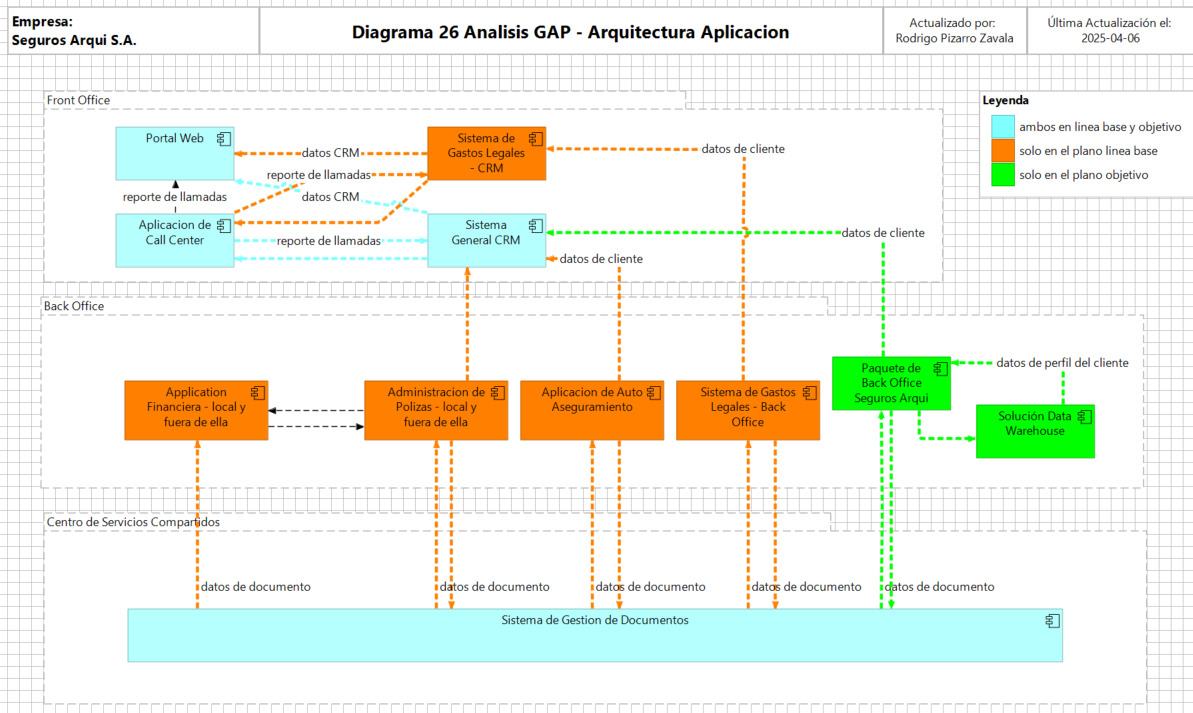 Empresa:
Seguros Arqui S.A.
Diagrama 26 Analisis GAP - Arquitectura Aplicacion
Actualizado por:
Rodrigo Pizarro Zavala
Última Actualización el:
2025-04-06
Leyenda
ambos en linea base y objetivo
solo en el plano linea base
solo en el plano objetivo
Front Office
Portal Web
Sistema de
Gastos Legales
- CRM
datos CRM
datos de cliente
reporte de llamadas
reporte de llamadas
datos CRM
Aplicacion de
Call Center
Sistema
General CRM
reporte de llamadas
datos de cliente
datos de cliente
Back Office
Paquete de
Back Office
Seguros Arqui
datos de perfil del cliente
Application
Financiera - local y
fuera de ella
Administracion de
Polizas - local y
fuera de ella
Aplicacion de Auto
Aseguramiento
Sistema de Gastos
Legales - Back
Office
Solución Data
Warehouse
Centro de Servicios Compartidos
datos de documento
datos de documento
datos de documento
datos de documento
datos de documento
Sistema de Gestion de Documentos